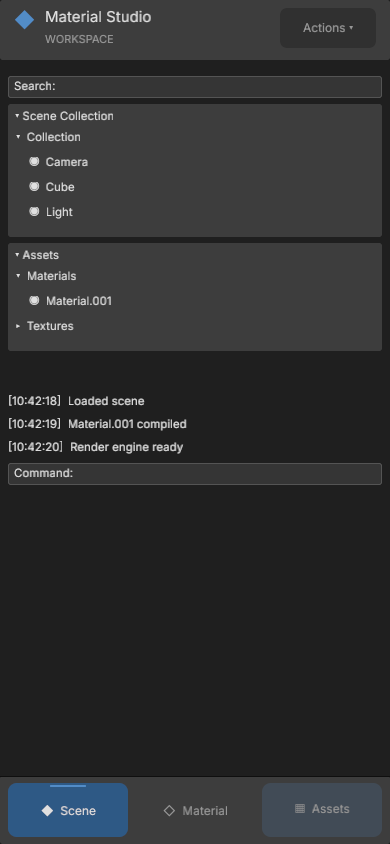 Material Studio
WORKSPACE
Actions
Search:
Scene Collection
Collection
Camera
Cube
Light
Assets
Materials
Material.001
Textures
[10:42:18] Loaded scene
[10:42:19] Material.001 compiled
[10:42:20] Render engine ready
Command:
Scene
Material
Assets